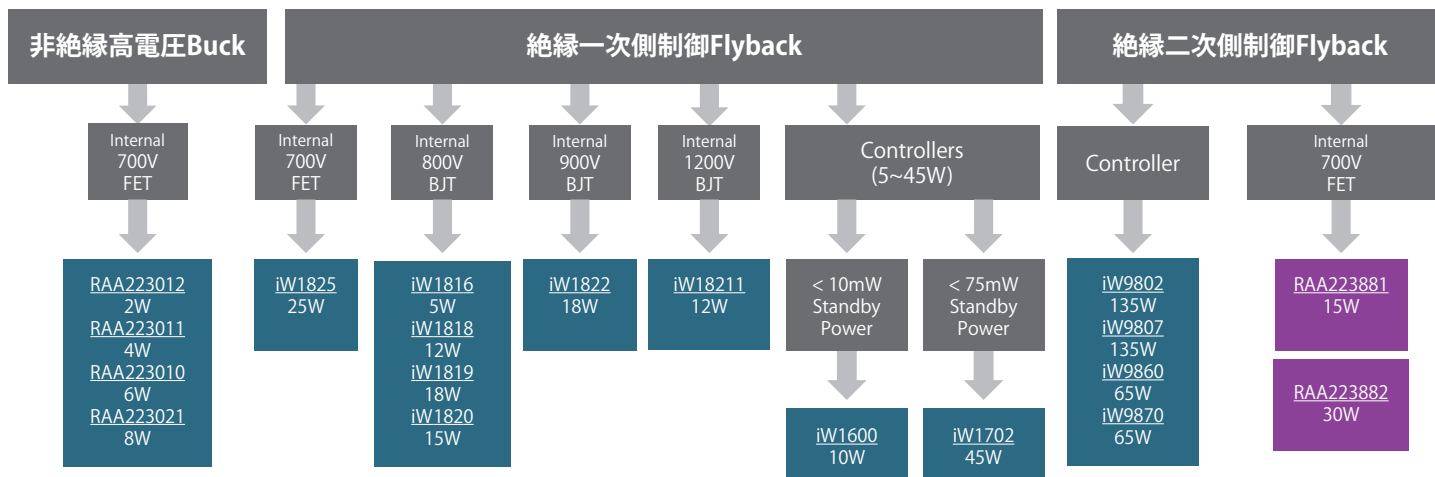 非絶縁高電圧Buck
絶縁一次側制御Flyback
絶縁二次側制御Flyback
Internal
700V
FET
Internal
700V
FET
Internal
800V
BJT
Internal
900V
BJT
Internal
1200V
BJT
Controllers
(5~45W)
Controller
Internal
700V
FET
RAA223012
2W
RAA223011
4W
RAA223010
6W
RAA223021
8W
iW1825
25W
iW1816
5W
iW1818
12W
iW1819
18W
iW1820
15W
iW1822
18W
iW18211
12W
< 10mW
Standby
Power
< 75mW
Standby
Power
iW1600
10W
iW1702
45W
iW9802
135W
iW9807
135W
iW9860
65W
iW9870
65W
RAA223881
15W
RAA223882
30W